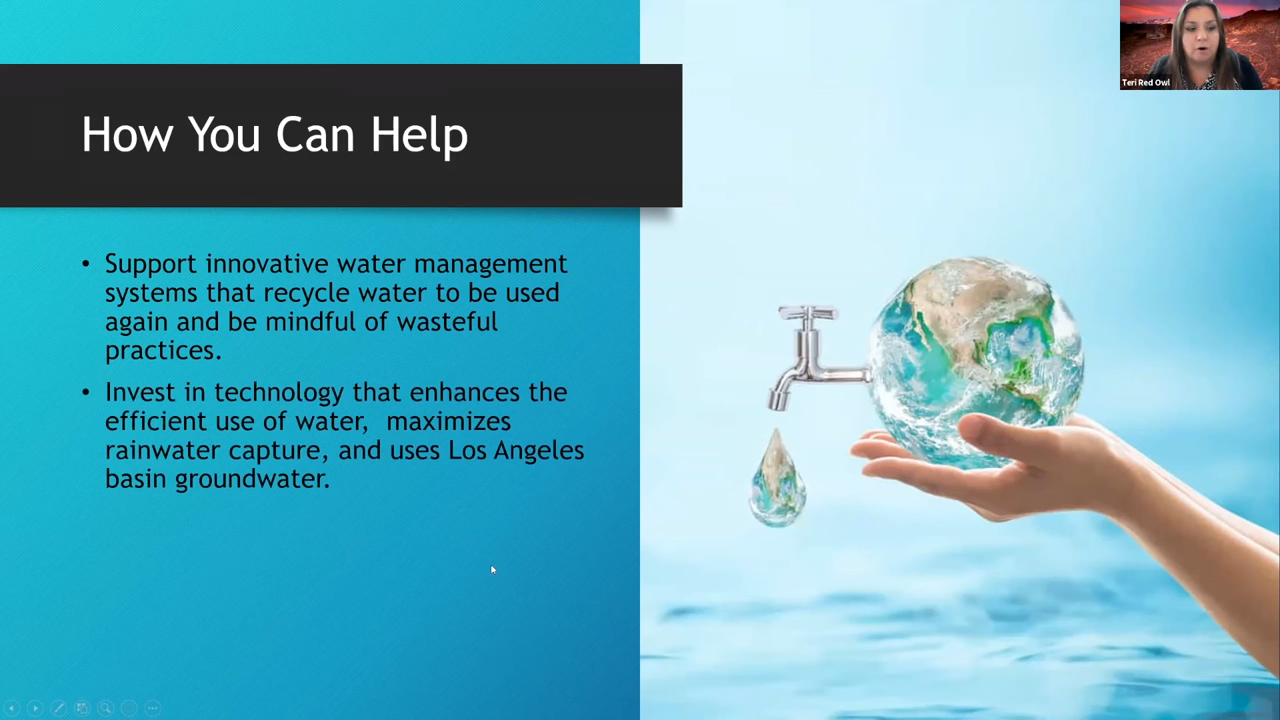 Teri Red Owl
How You Can Help
• Support innovative water management
systems that recycle water to be used
again and be mindful of wasteful
practices.
• Invest in technology that enhances the
efficient use of water,  maximizes
rainwater capture, and uses Los Angeles
basin groundwater.